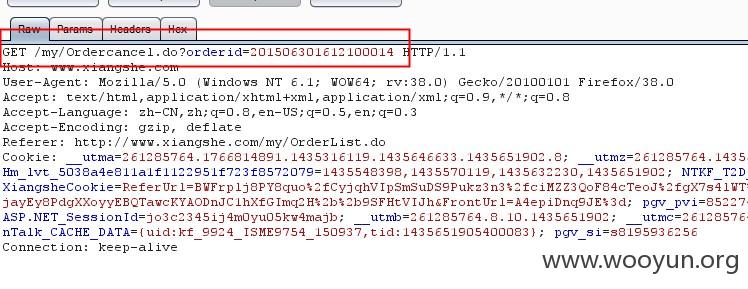 Raw Params Headers Hex
GET /my/Ordercancel.do?orderid=201506301612100014 HTTP/1.1
Host: www.xiangshe.com
User-Agent: Mozilla/5.0 (Windows NT 6.1; WOW64; rv:38.0) Gecko/20100101 Firefox/38.0
Accept: text/html,application/xhtml+xml,application/xml;q=0.9,*/*;q=0.8
Accept-Language: zh-CN,zh;q=0.8,en-US;q=0.5,en;q=0.3
Accept-Encoding: gzip, deflate
Referer: http://www.xiangshe.com/my/OrderList.do
Cookie: __utma=261285764.1766814891.1435316119.1435646633.1435651902.8; __utmz=261285764.1435
Hm_lvt_5038a4e811a1f1122951f723f8572079=1435548398,1435570119,1435632230,1435651902; NTKF_T2D_
XiangsheCookie=ReferUrl=BWFrplj8PY8quo%2fCyjqhVIpSmSuDS9Pukz3n3%2fciMZZ3QoF84cTeoJ%2fgX7s4lWT
jayEy8PdgXXoyyEBQTawcKYAODnJC1hXfGImq2H%2b%2b9SFHtVIJh&FrontUrl=A4epiDnq9JE%3d; pgv_pvi=85227
ASP.NET_SessionId=jo3c2345ij4m0yu05kw4majb; __utmb=261285764.8.10.1435651902; __utmc=261285764
nTalk_CACHE_DATA={uid:kf_9924_ISME9754_150937,tid:1435651905400083}; pgv_si=s8195936256
Connection: keep-alive
www.wooyun.org